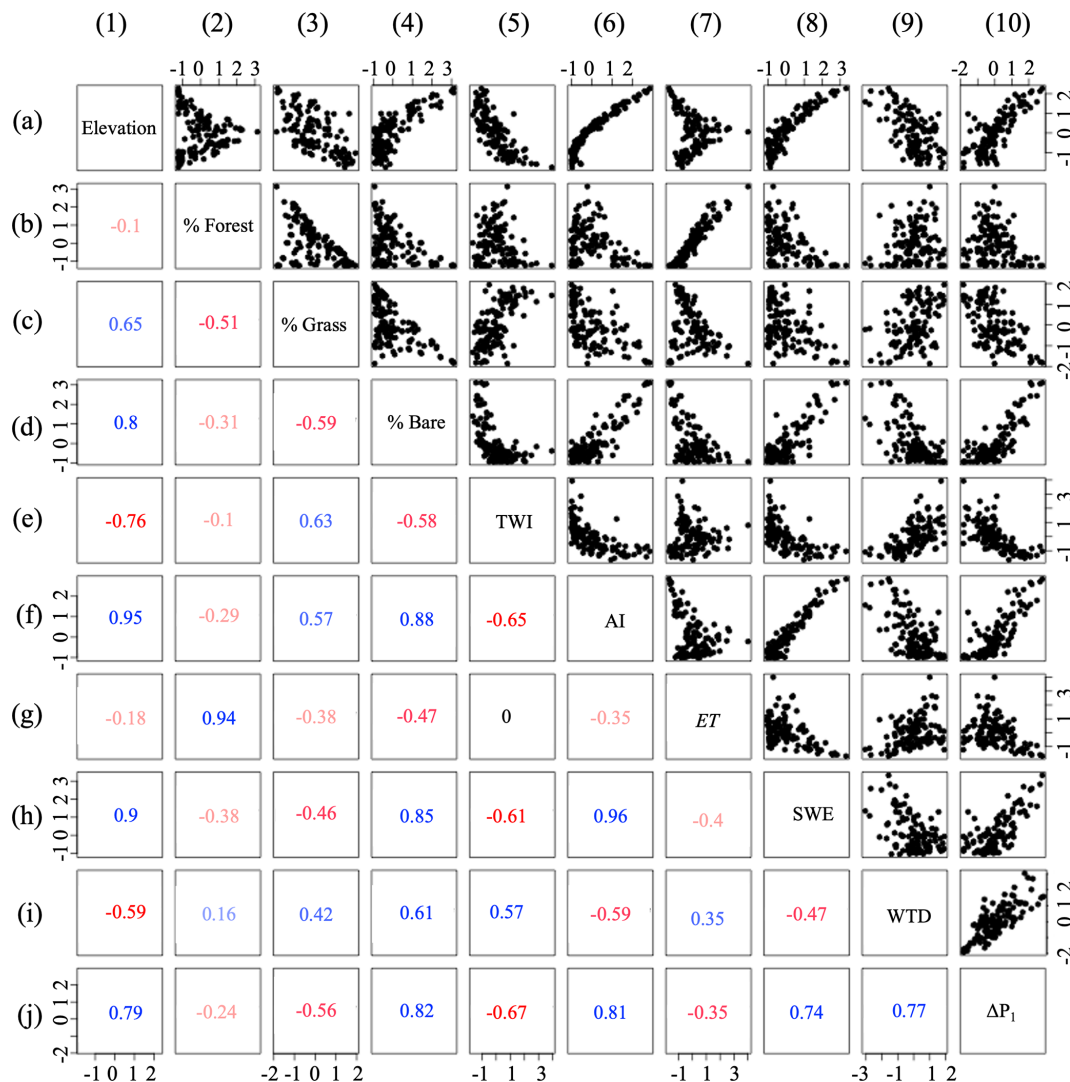 (1) (2) (3) (4) (5) (6) (7) (8) (9) (10)
-1 0 1 2 3 -1 0 1 2 3 -1 0 1 2 -1 0 1 2 3 -2 0 1 2
(a) Elevation -1 0 1 2
(b) -1 0 1 2 3 -0.1 % Forest
(c) 0.65 -0.51 % Grass -2 -1 0 1 2
(d) -1 0 1 2 3 0.8 -0.31 -0.59 % Bare
(e) -0.76 -0.1 0.63 -0.58 TWI -1 1 3
(f) -1 0 1 2 0.95 -0.29 0.57 0.88 -0.65 AI
(g) -0.18 0.94 -0.38 -0.47 0 -0.35 ET -1 1 3
(h) -1 0 1 2 3 0.9 -0.38 -0.46 0.85 -0.61 0.96 -0.4 SWE
(i) -0.59 0.16 0.42 0.61 0.57 -0.59 0.35 -0.47 WTD -2 0 1 2
(j) -2 0 1 2 0.79 -0.24 -0.56 0.82 -0.67 0.81 -0.35 0.74 0.77 ΔP₁
-1 0 1 2 -2 0 1 2 -1 1 3 -1 1 3 -3 -1 1 2